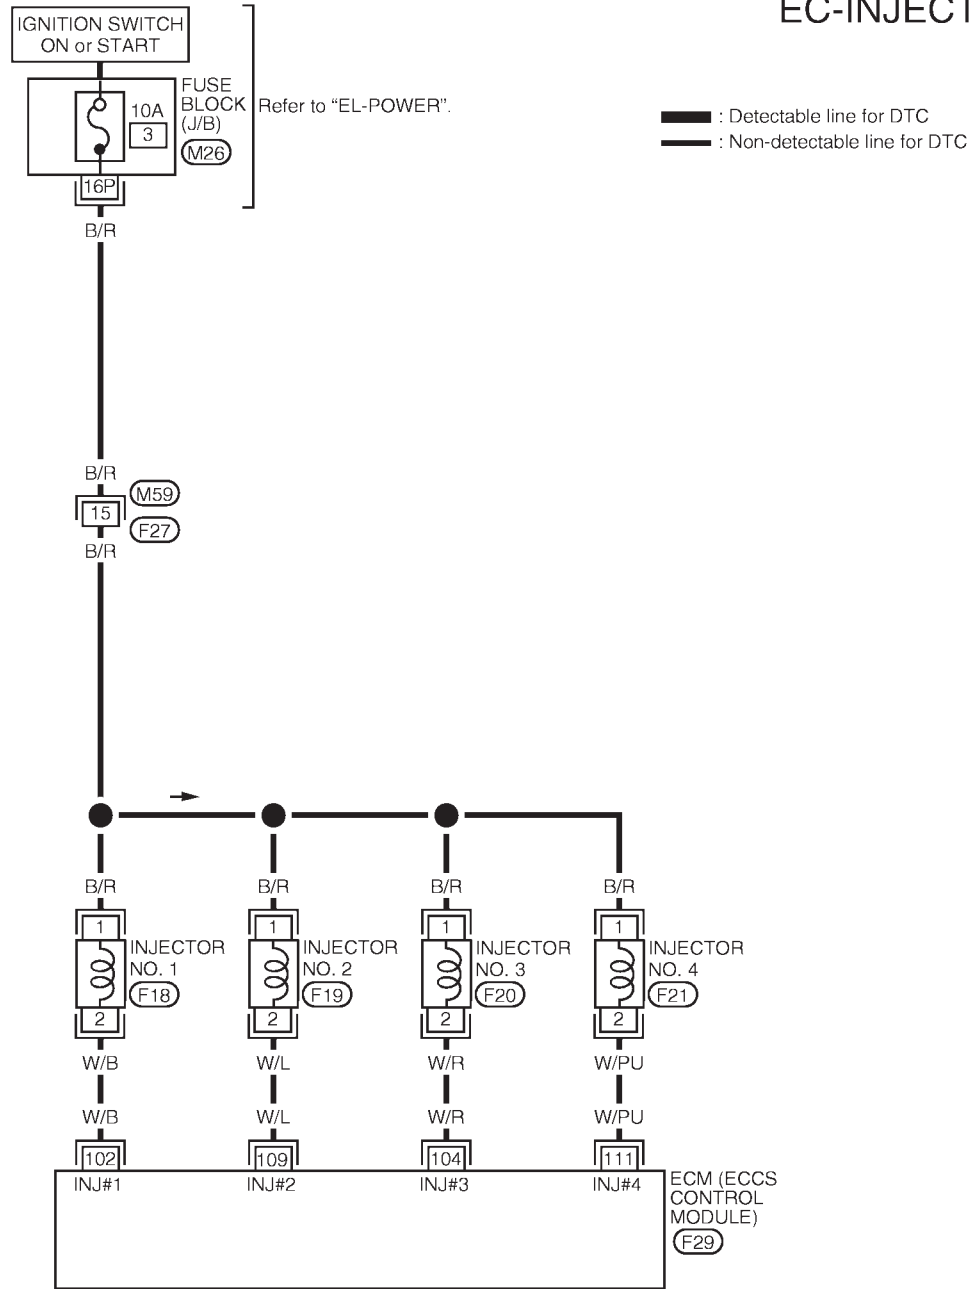 EC-INJECT
IGNITION SWITCH
ON or START
FUSE
BLOCK
(J/B)
M26
10A
3
Refer to “EL-POWER”.
: Detectable line for DTC
: Non-detectable line for DTC
16P
B/R
B/R
M59
15
F27
B/R
B/R B/R B/R B/R
1 1 1 1
INJECTOR
NO. 1
F18
INJECTOR
NO. 2
F19
INJECTOR
NO. 3
F20
INJECTOR
NO. 4
F21
2 2 2 2
W/B W/L W/R W/PU
W/B W/L W/R W/PU
102 109 104 111
INJ#1 INJ#2 INJ#3 INJ#4
ECM (ECCS
CONTROL
MODULE)
F29